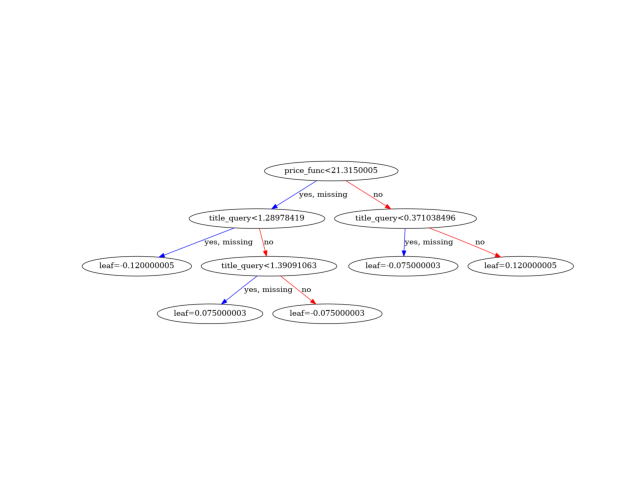 price_func<21.3150005
yes, missing
no
title_query<1.28978419
title_query<0.371038496
yes, missing
no
yes, missing
no
leaf=-0.120000005
title_query<1.39091063
leaf=-0.075000003
leaf=0.120000005
yes, missing
no
leaf=0.075000003
leaf=-0.075000003